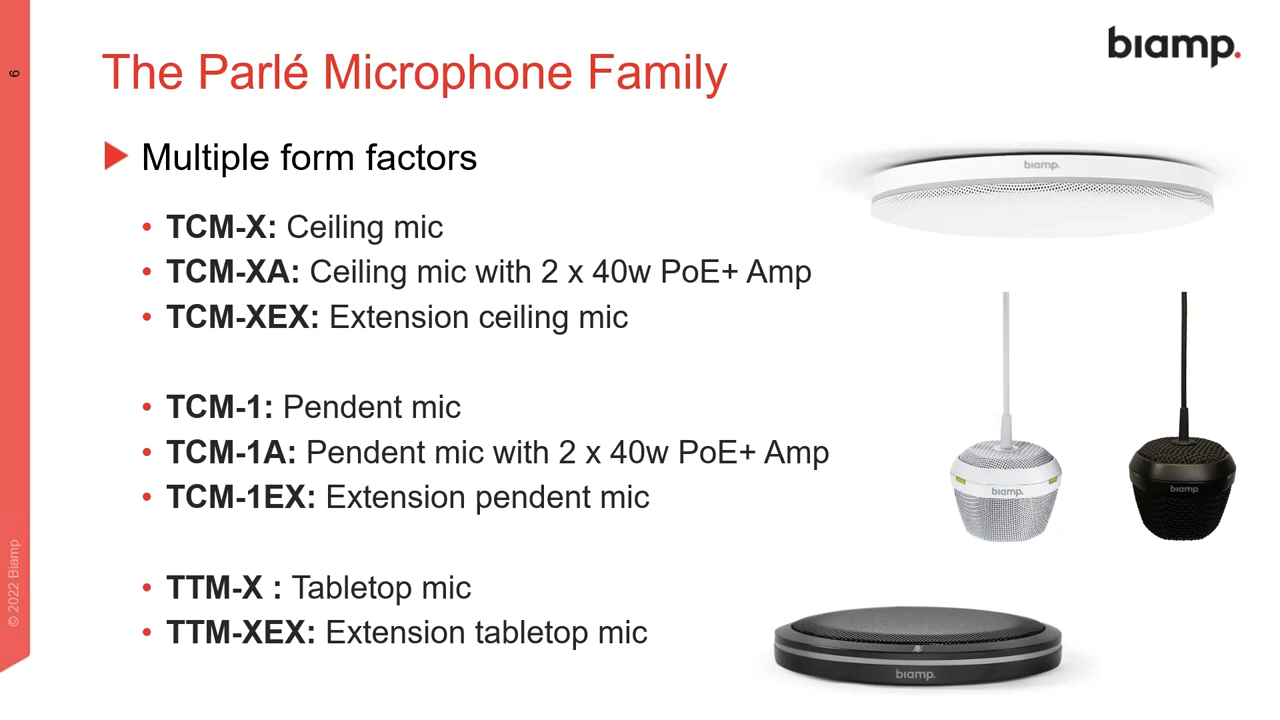 6
biamp.
The Parlé Microphone Family
Multiple form factors
• TCM-X: Ceiling mic
• TCM-XA: Ceiling mic with 2 x 40w PoE+ Amp
• TCM-XEX: Extension ceiling mic
• TCM-1: Pendent mic
• TCM-1A: Pendent mic with 2 x 40w PoE+ Amp
• TCM-1EX: Extension pendent mic
• TTM-X : Tabletop mic
• TTM-XEX: Extension tabletop mic
biamp.
biamp.
biamp.
biamp.
© 2022 Biamp